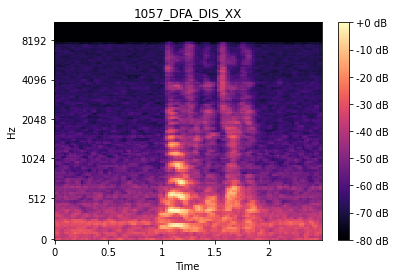 1057_DFA_DIS_XX
8192
4096
2048
1024
512
0
Hz
0
0.5
1
1.5
2
Time
+0 dB
-10 dB
-20 dB
-30 dB
-40 dB
-50 dB
-60 dB
-70 dB
-80 dB